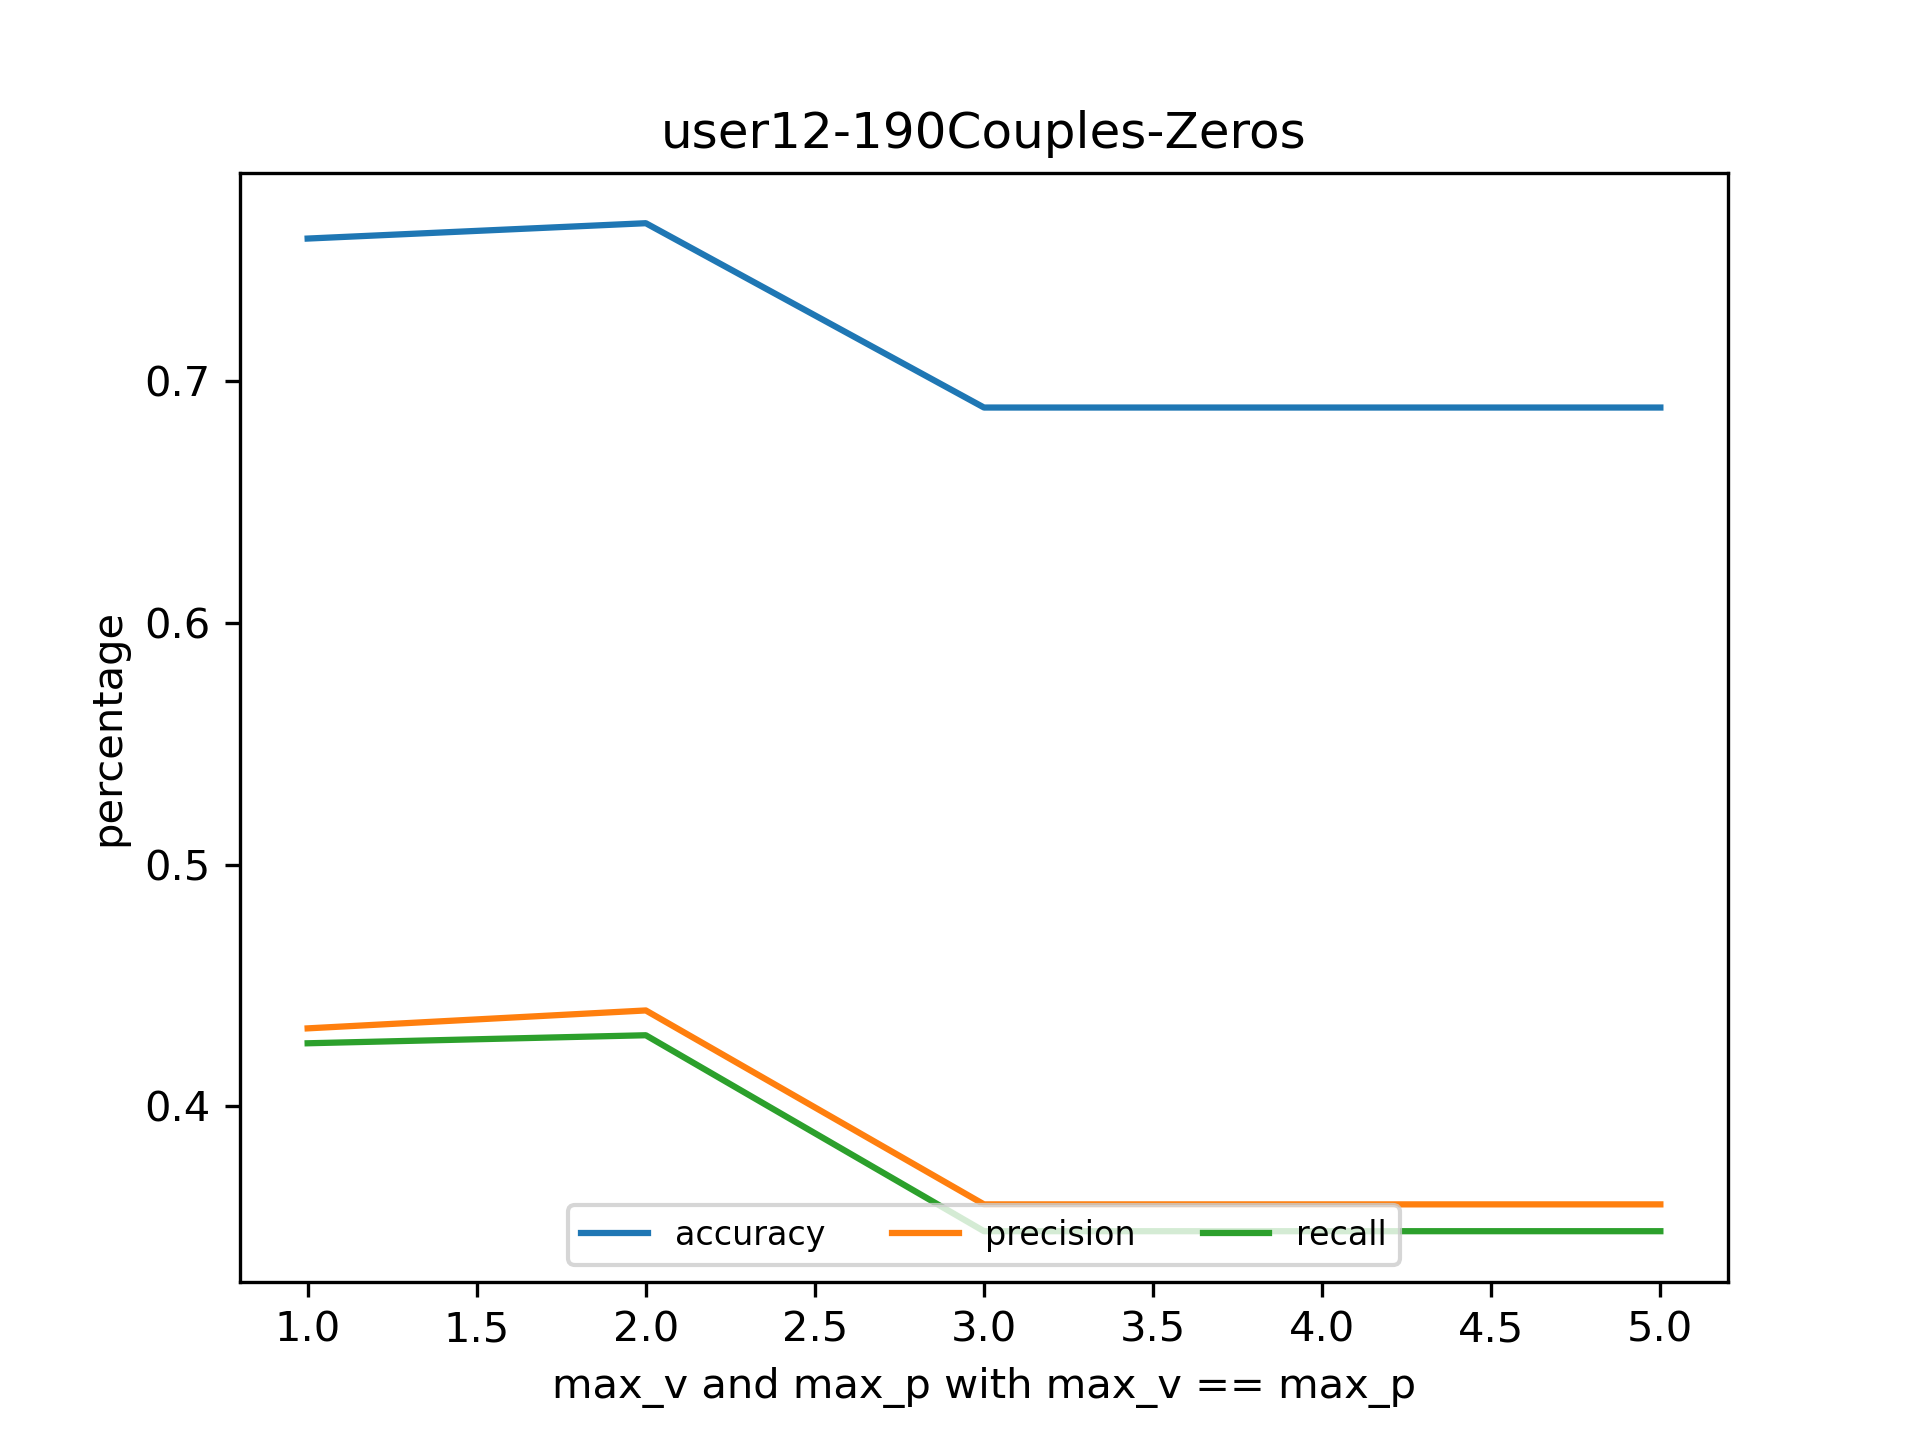 user12-190Couples-Zeros
percentage
0.7
0.6
0.5
0.4
accuracy precision recall
1.0 1.5 2.0 2.5 3.0 3.5 4.0 4.5 5.0
max_v and max_p with max_v == max_p